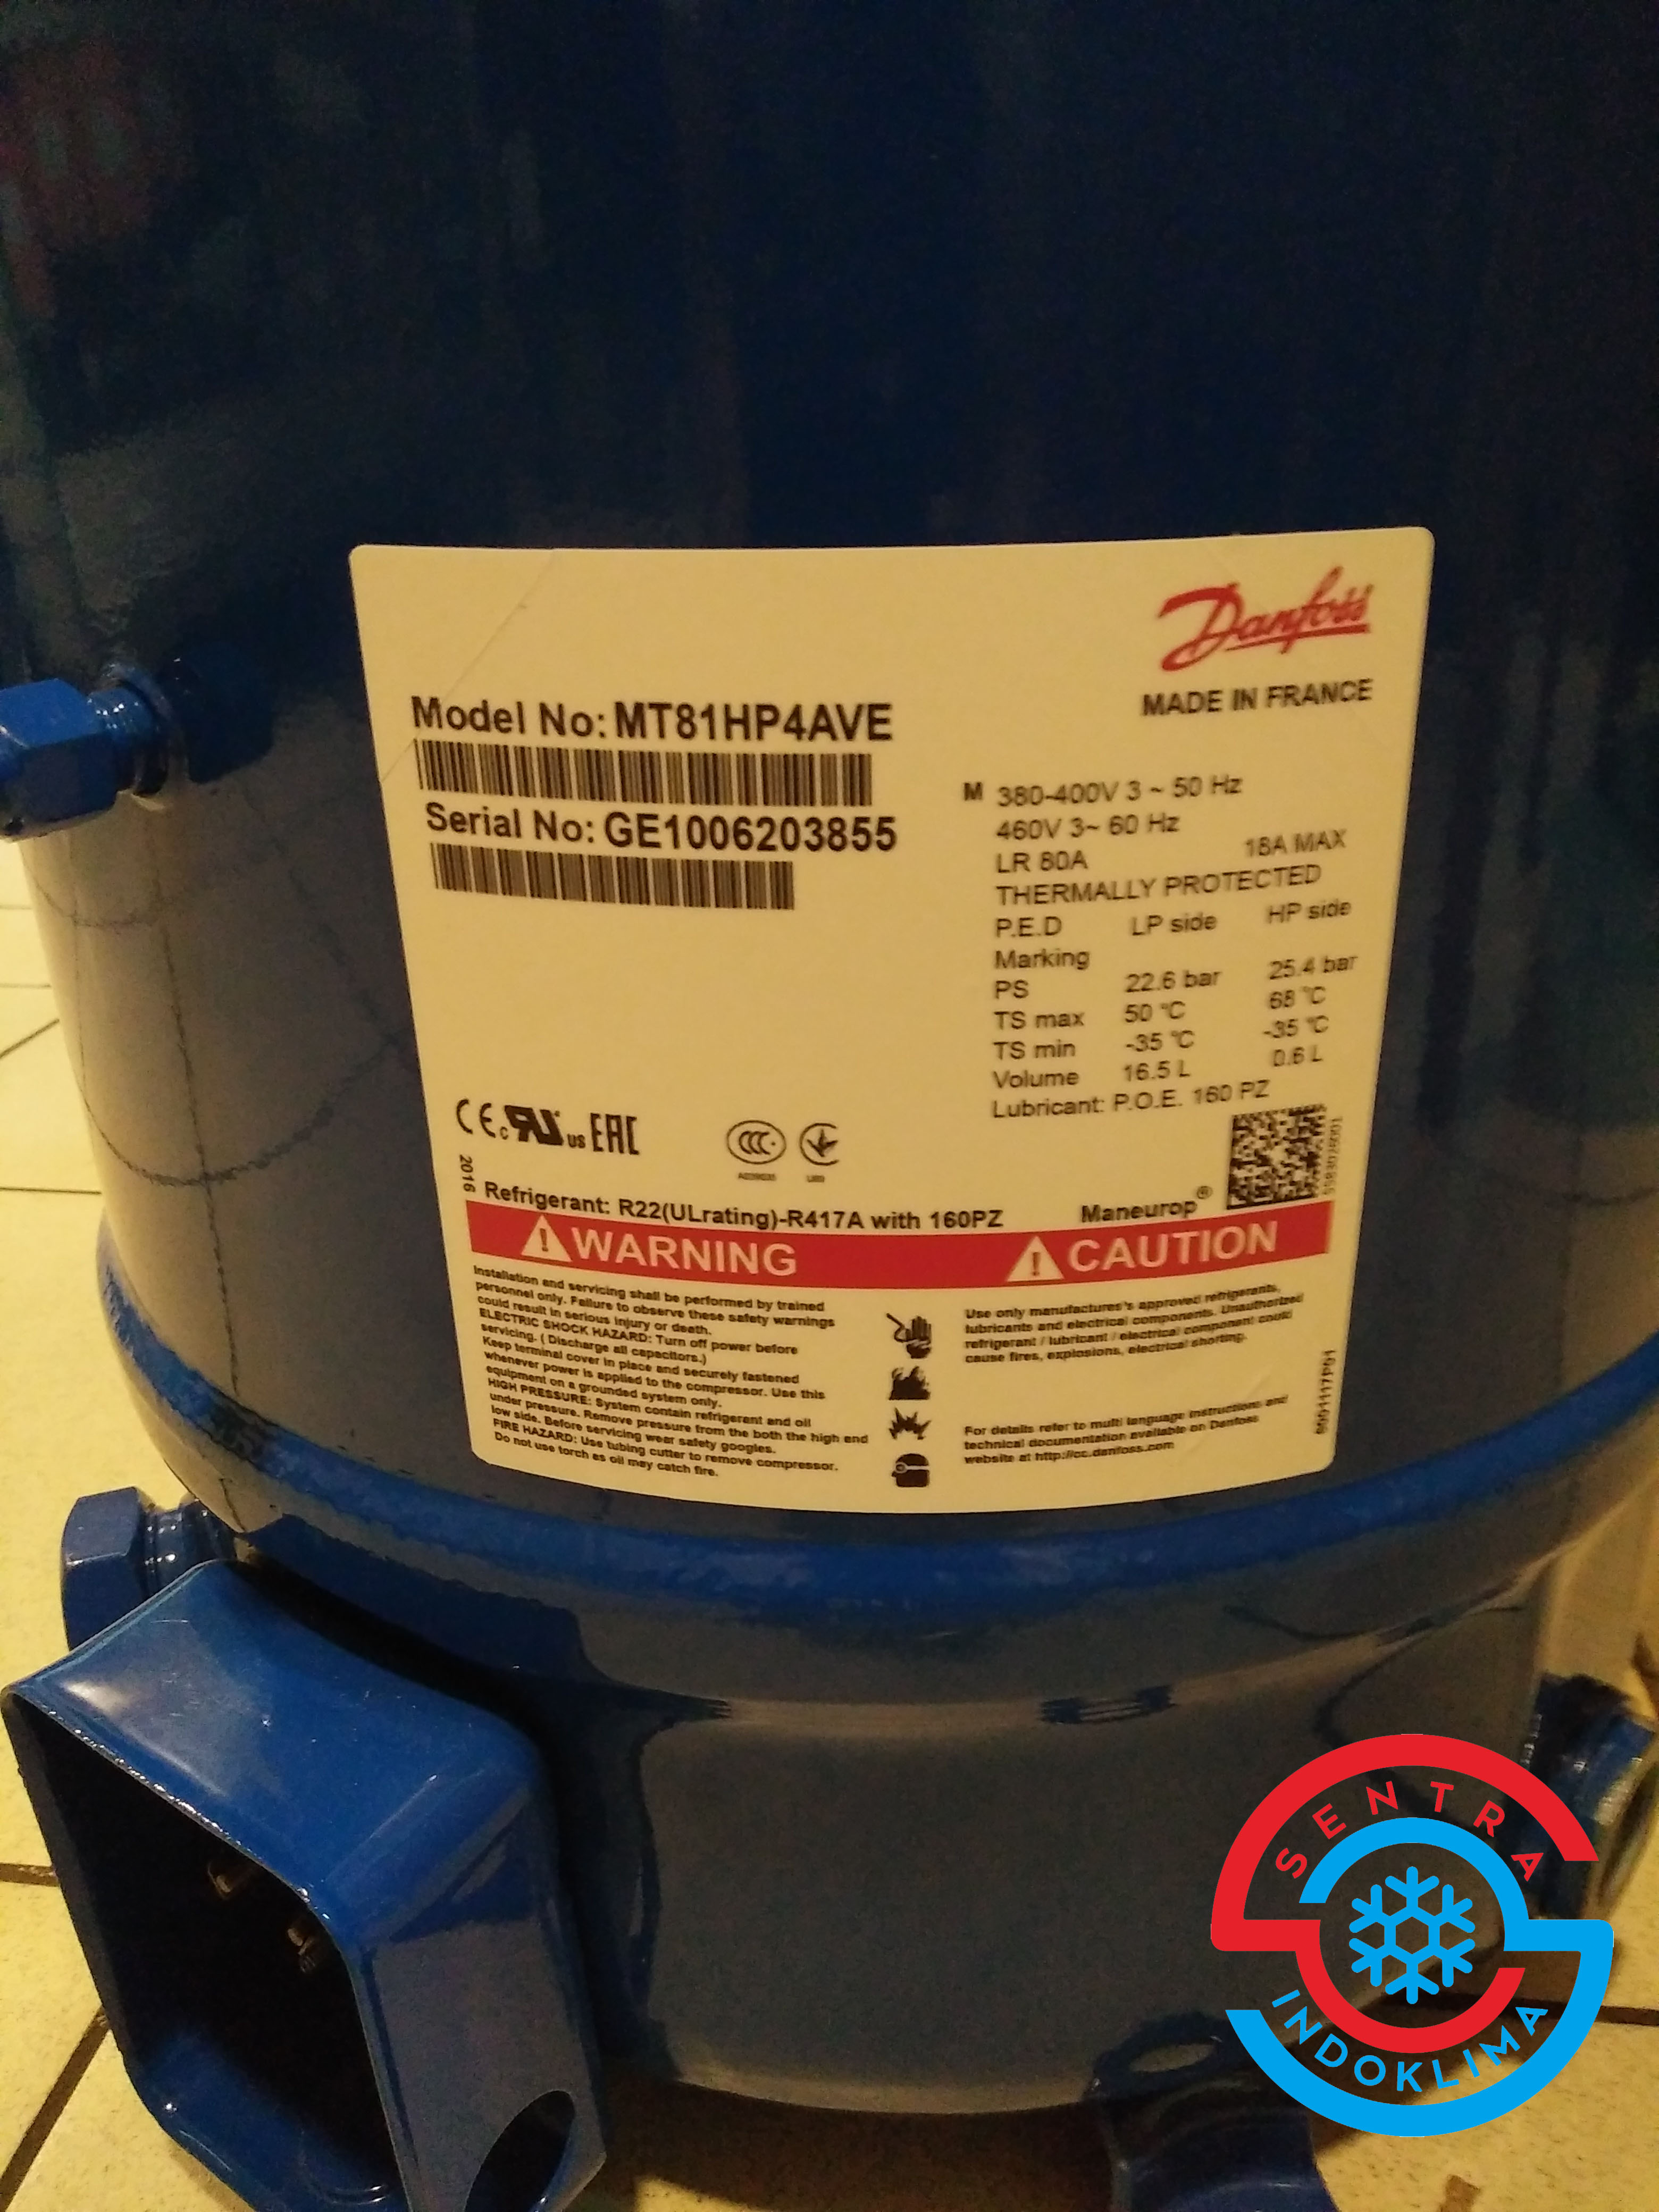 Danfoss
MADE IN FRANCE
Model No: MT81HP4AVE
Serial No: GE1006203855
M 380-400V 3 ~ 50 Hz
460V 3~ 60 Hz
LR 80A 18A MAX
THERMALLY PROTECTED
P.E.D LP side HP side
Marking
PS 22.6 bar 25.4 bar
TS max 50 °C 68 °C
TS min -35 °C -35 °C
Volume 16.5 L 0.6 L
Lubricant: P.O.E. 160 PZ
CE c RU us EAC
CCC
2016
Refrigerant: R22(ULrating)-R417A with 160PZ
Maneurop®
WARNING
Installation and servicing shall be performed by trained
personnel only. Failure to observe these safety warnings
could result in serious injury or death.
ELECTRIC SHOCK HAZARD: Turn off power before
servicing. ( Discharge all capacitors.)
Keep terminal cover in place and securely fastened
whenever power is applied to the compressor. Use this
equipment on a grounded system only.
HIGH PRESSURE: System contain refrigerant and oil
under pressure. Remove pressure from the both the high and
low side. Before servicing wear safety googles.
FIRE HAZARD: Use tubing cutter to remove compressor.
Do not use torch as oil may catch fire.
CAUTION
Use only manufactures's approved refrigerants,
lubricants and electrical components. Unauthorized
refrigerant / lubricant / electrical component could
cause fires, explosions, electrical shorting.
For details refer to multi language instructions and
technical documentation available on Danfoss
website at http://cc.danfoss.com
SENTRA
INDOKLIMA